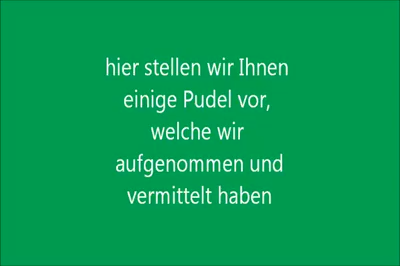 hier stellen wir Ihnen
einige Pudel vor,
welche wir
aufgenommen und
vermittelt haben